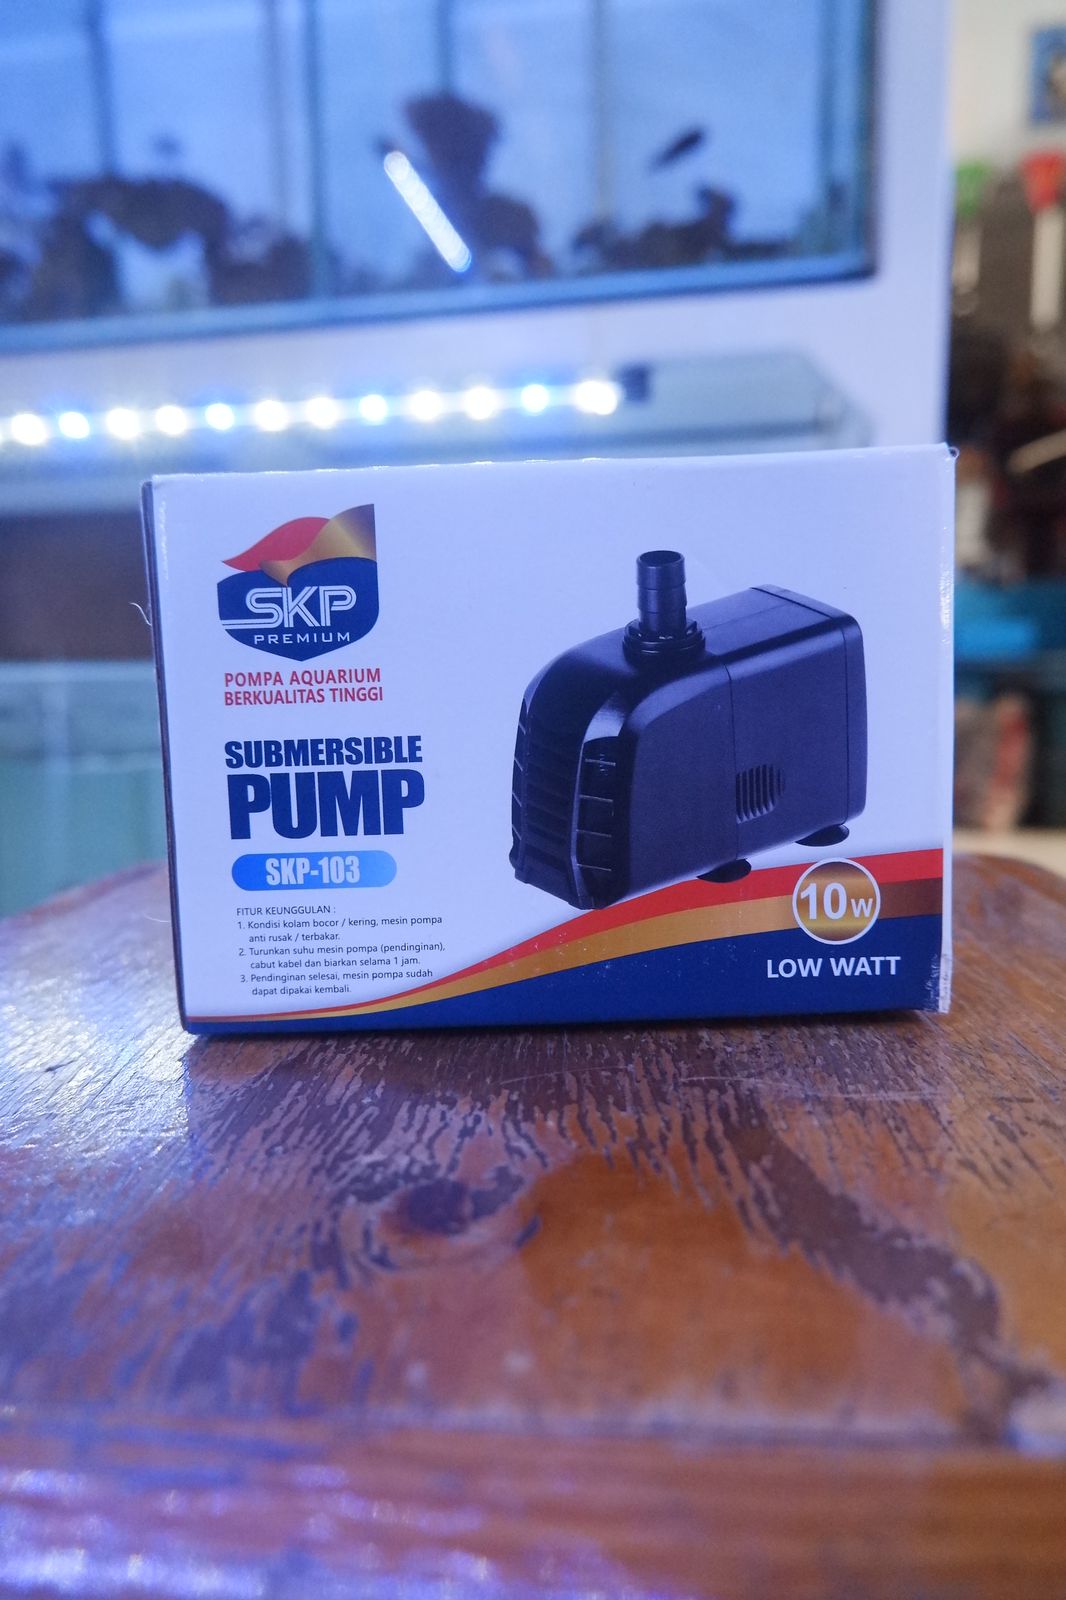 SKP
PREMIUM
POMPA AQUARIUM
BERKUALITAS TINGGI
SUBMERSIBLE
PUMP
SKP-103
FITUR KEUNGGULAN :
1. Kondisi kolam bocor / kering, mesin pompa
anti rusak / terbakar.
2. Turunkan suhu mesin pompa (pendinginan),
cabut kabel dan biarkan selama 1 jam.
3. Pendinginan selesai, mesin pompa sudah
dapat dipakai kembali.
10W
LOW WATT